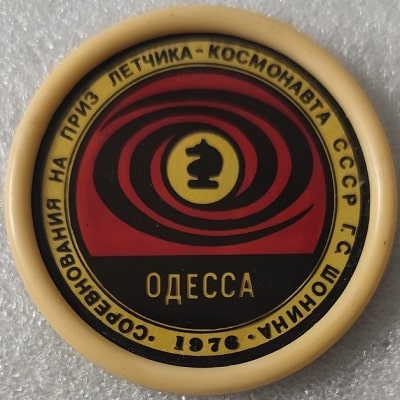 СОРЕВНОВАНИЯ НА ПРИЗ ЛЕТЧИКА-КОСМОНАВТА СССР Г.С. ШОНИНА
ОДЕССА
1976